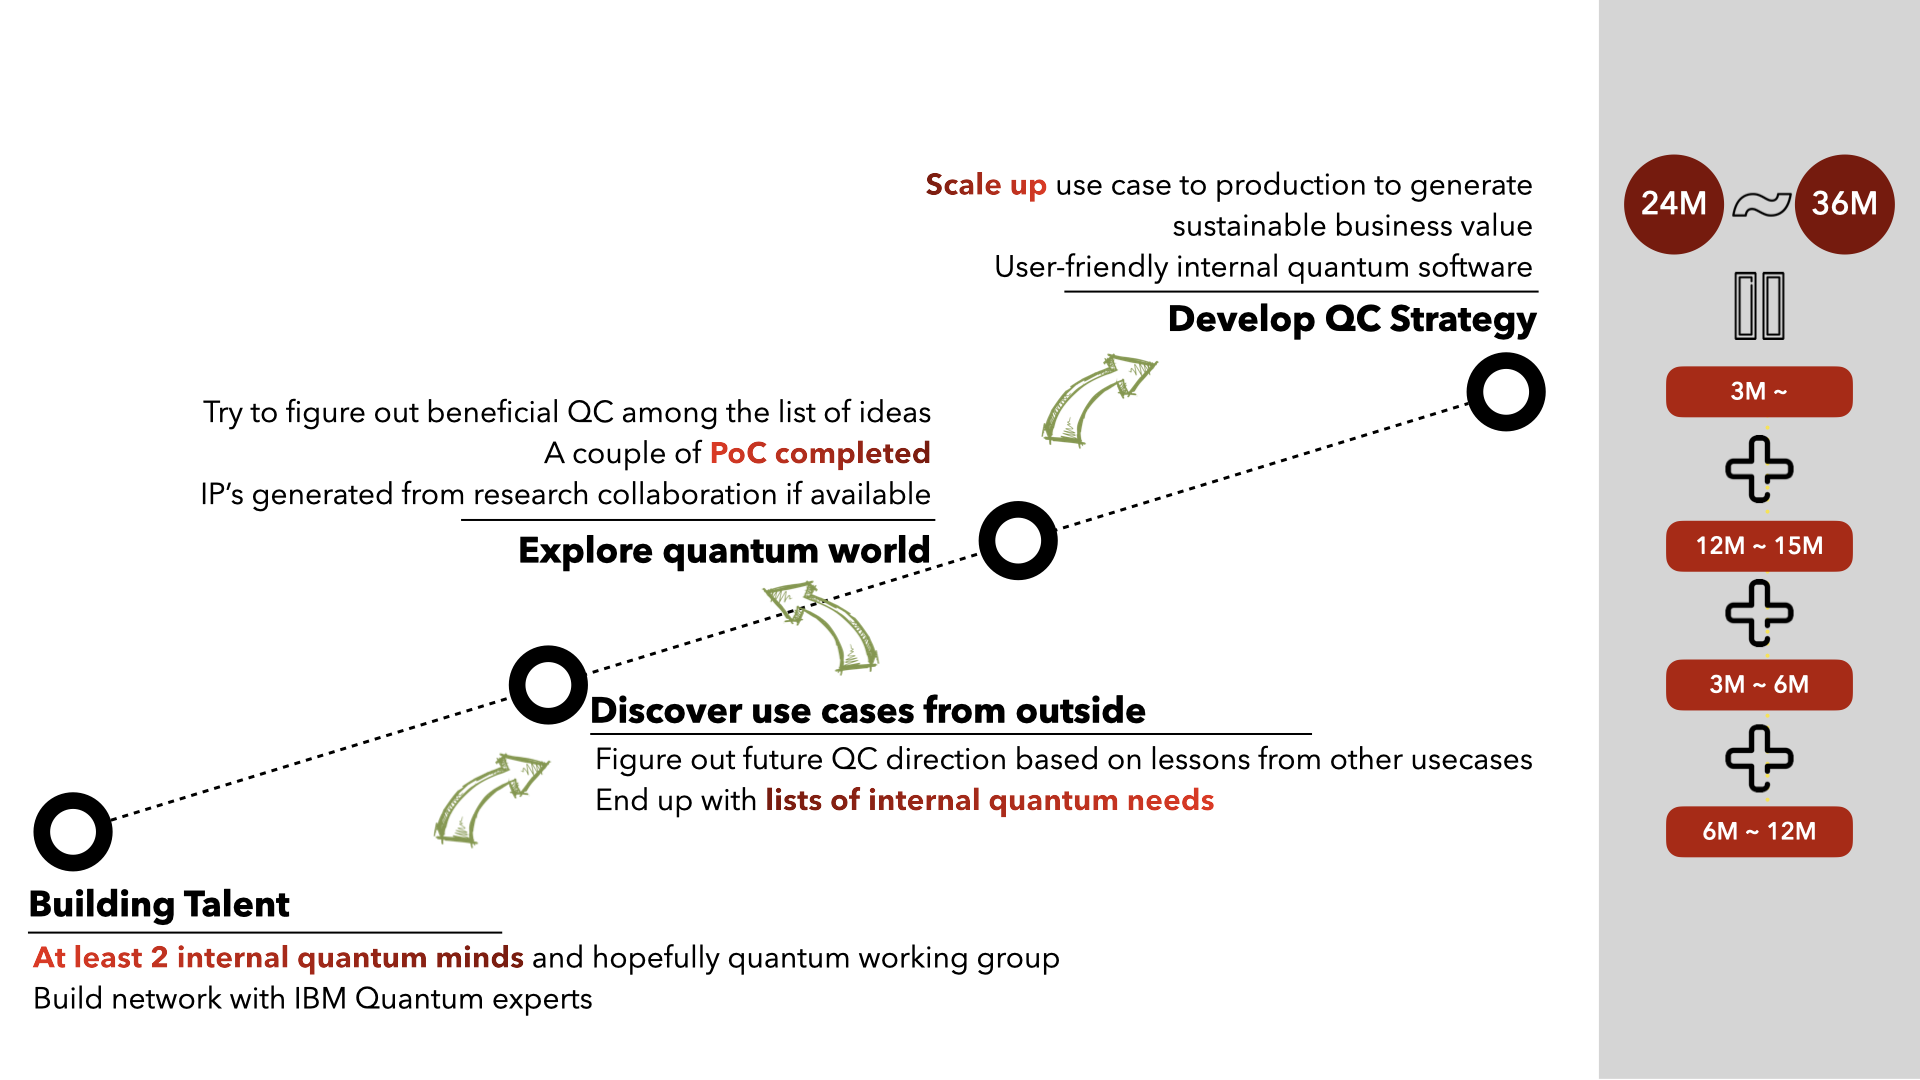 Scale up use case to production to generate
sustainable business value
User-friendly internal quantum software
Develop QC Strategy
Try to figure out beneficial QC among the list of ideas
A couple of PoC completed
IP’s generated from research collaboration if available
Explore quantum world
Discover use cases from outside
Figure out future QC direction based on lessons from other usecases
End up with lists of internal quantum needs
Building Talent
At least 2 internal quantum minds and hopefully quantum working group
Build network with IBM Quantum experts
24M ~ 36M
3M ~
12M ~ 15M
3M ~ 6M
6M ~ 12M